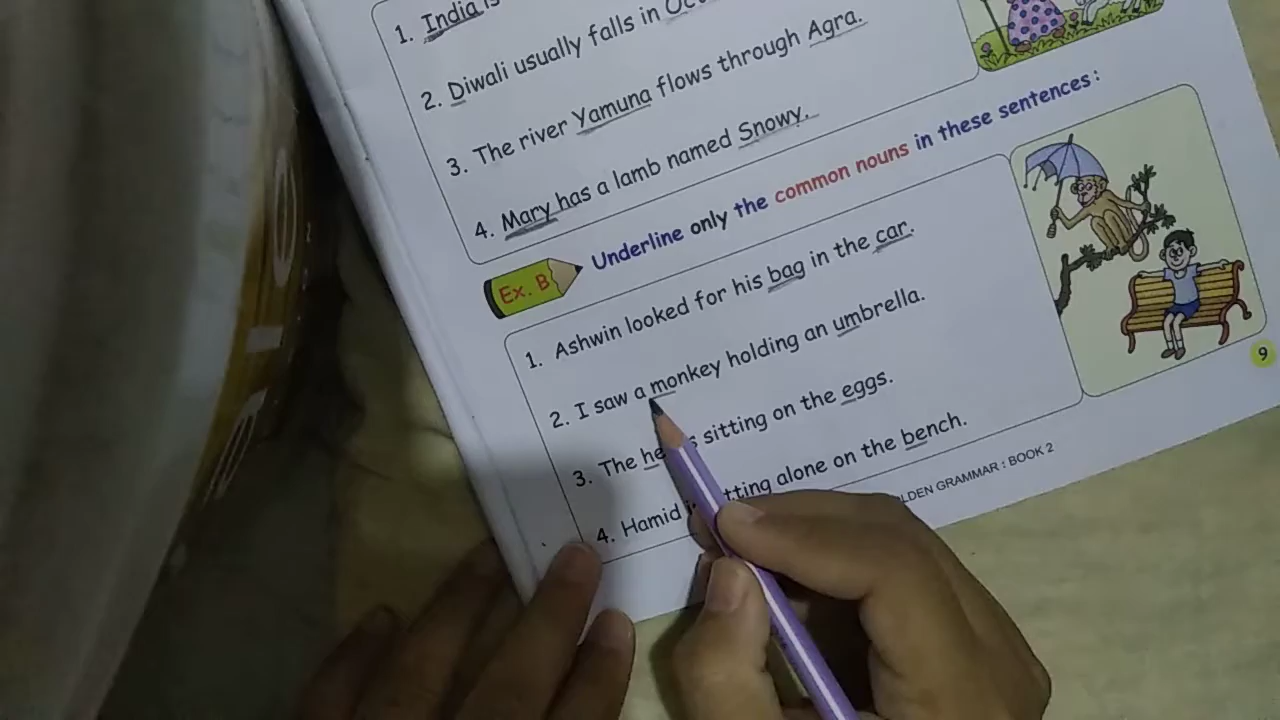 1. India is
2. Diwali usually falls in
3. The river Yamuna flows through Agra.
4. Mary has a lamb named Snowy.
Ex. B Underline only the common nouns in these sentences :
1. Ashwin looked for his bag in the car.
2. I saw a monkey holding an umbrella.
3. The sitting on the eggs.
4. Hamid alone on the bench.
GRAMMAR : BOOK 2
9